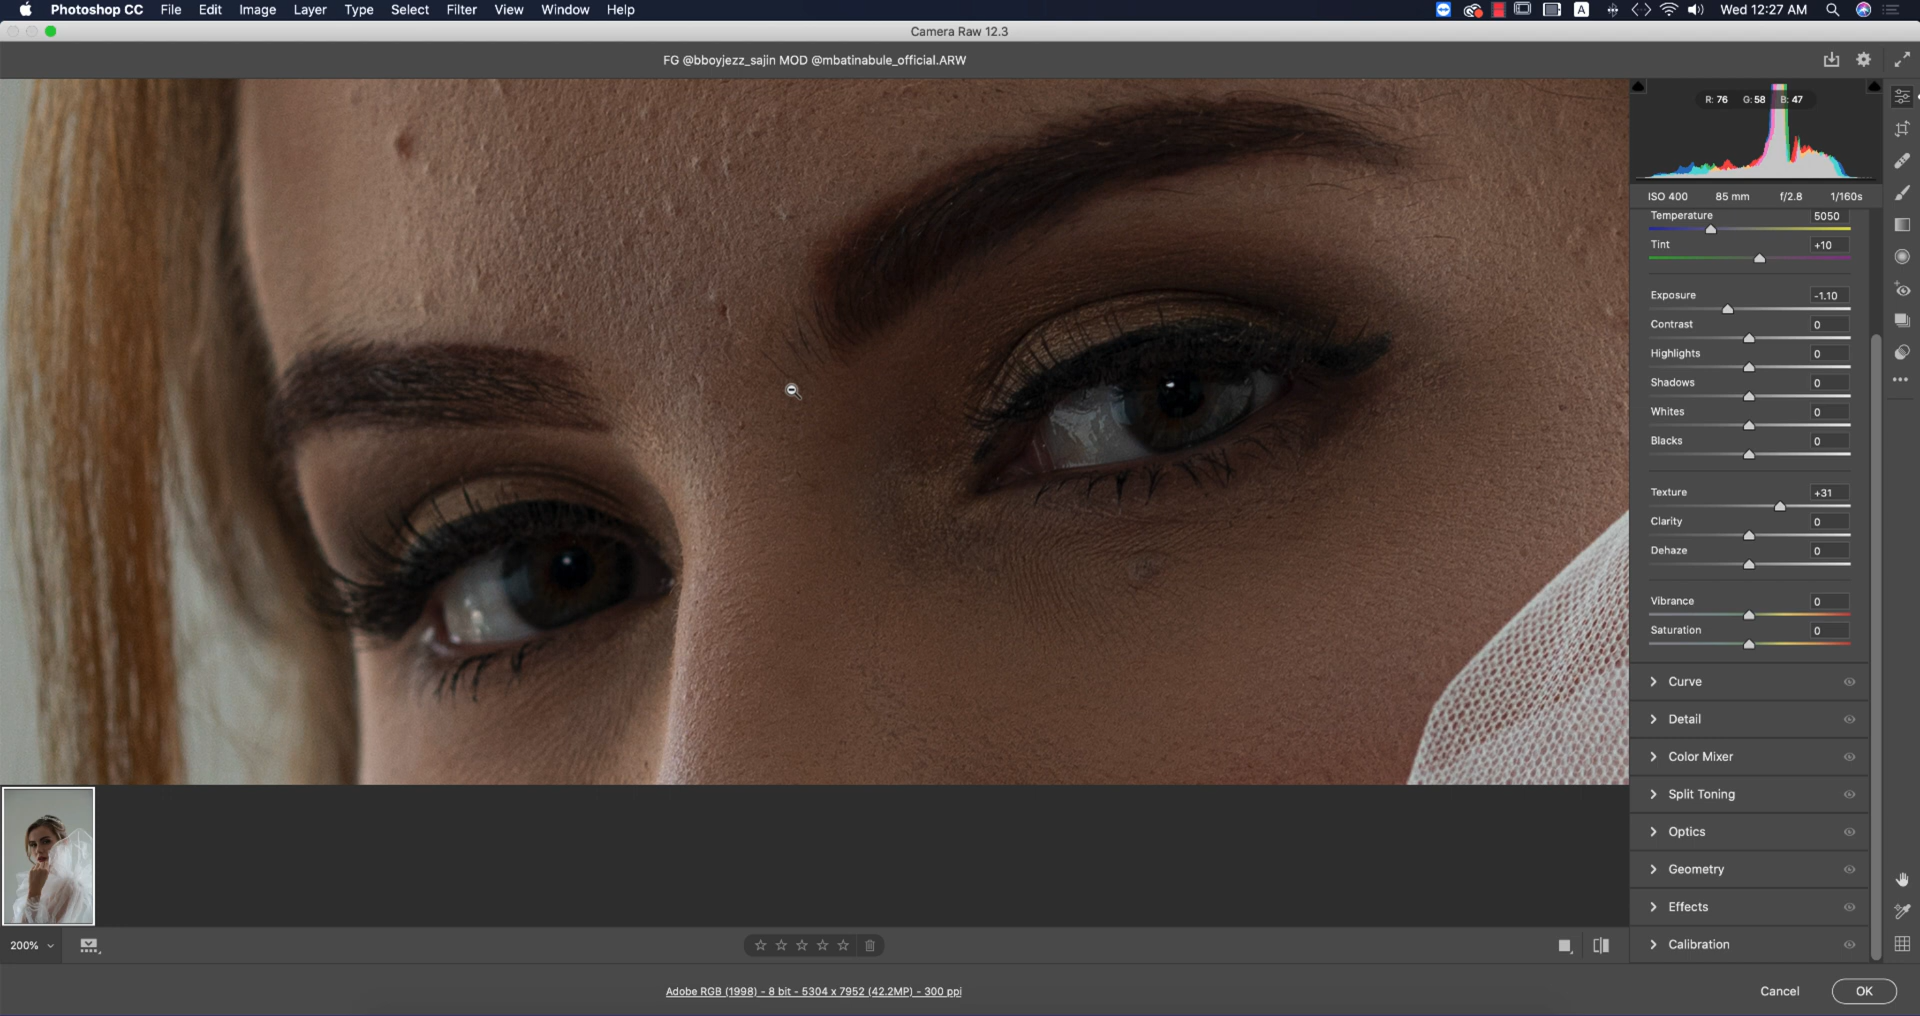 Photoshop CC File Edit Image Layer Type Select Filter View Window Help A Wed 12:27 AM
Camera Raw 12.3
FG @bboyjezz_sajin MOD @mbatinabule_official.ARW
R: 76 G: 58 B: 47
ISO 400 85 mm f/2.8 1/160s
Temperature 5050
Tint +10
Exposure -1.10
Contrast 0
Highlights 0
Shadows 0
Whites 0
Blacks 0
Texture +31
Clarity 0
Dehaze 0
Vibrance 0
Saturation 0
Curve
Detail
Color Mixer
Split Toning
Optics
Geometry
Effects
Calibration
200%
Adobe RGB (1998) - 8 bit - 5304 x 7952 (42.2MP) - 300 ppi
Cancel OK